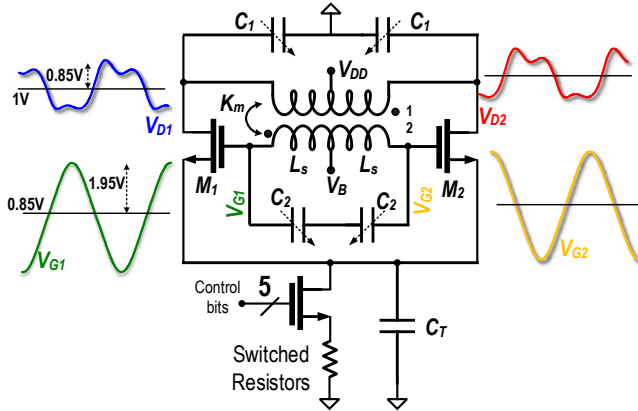 C1
C1
0.85V
1V
VD1
VDD
Km
1
2
VD2
M1
Ls
Ls
M2
VB
1.95V
0.85V
VG1
VG1
C2
C2
VG2
VG2
Control
bits
5
CT
Switched
Resistors